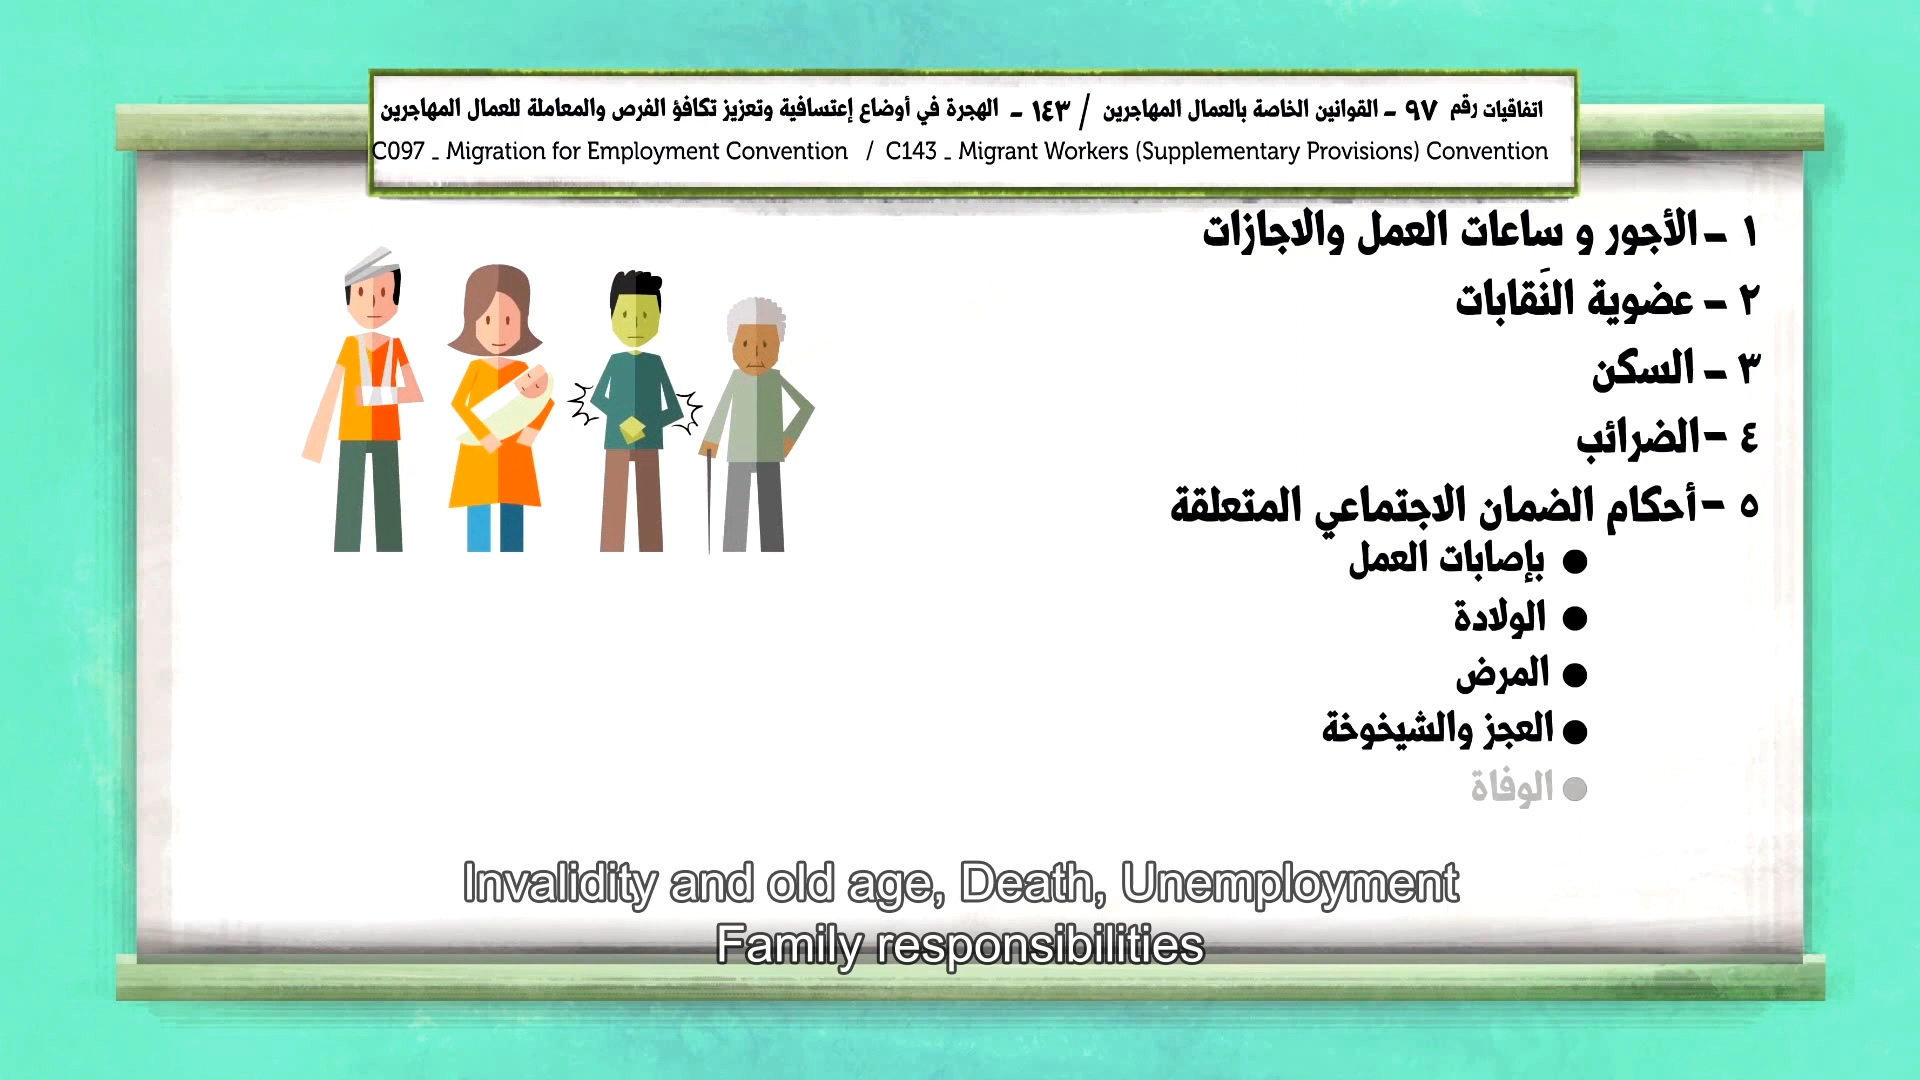 اتفاقيات رقم ٩٧ - القوانين الخاصة بالعمال المهاجرين / ١٤٣ - الهجرة في أوضاع إعتسافية وتعزيز تكافؤ الفرص والمعاملة للعمال المهاجرين
C097 - Migration for Employment Convention / C143 - Migrant Workers (Supplementary Provisions) Convention
١ - الأجور و ساعات العمل والاجازات
٢ - عضوية النَقابات
٣ - السكن
٤ - الضرائب
٥ - أحكام الضمان الاجتماعي المتعلقة
● بإصابات العمل
● الولادة
● المرض
● العجز والشيخوخة
● الوفاة
Invalidity and old age, Death, Unemployment
Family responsibilities